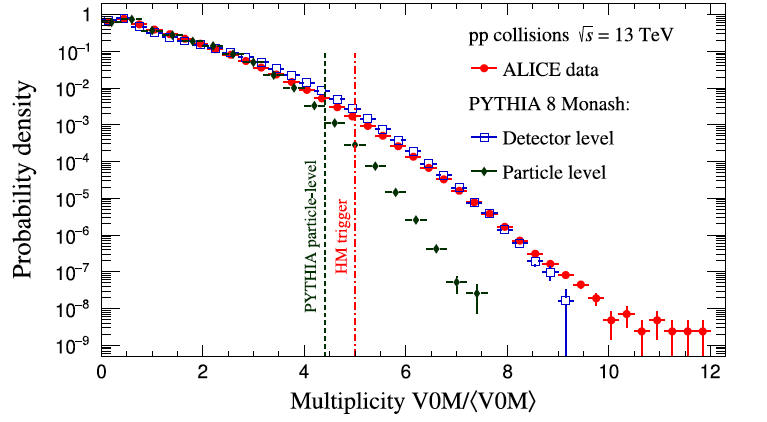 pp collisions √s = 13 TeV
ALICE data
PYTHIA 8 Monash:
Detector level
Particle level
Probability density
1
10⁻¹
10⁻²
10⁻³
10⁻⁴
10⁻⁵
10⁻⁶
10⁻⁷
10⁻⁸
10⁻⁹
PYTHIA particle-level
HM trigger
0 2 4 6 8 10 12
Multiplicity V0M/⟨V0M⟩